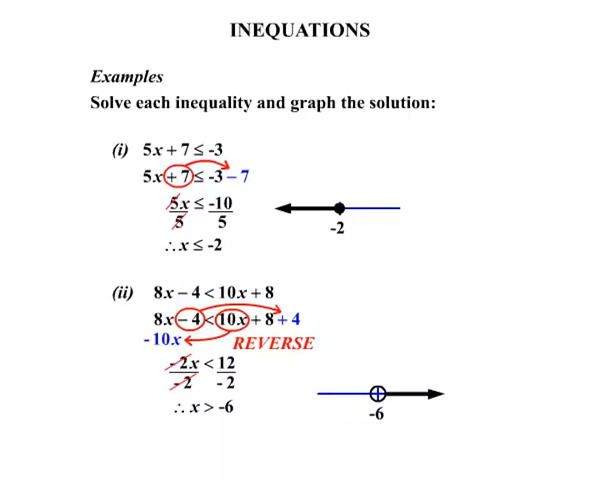 INEQUATIONS
Examples
Solve each inequality and graph the solution:
(i) 5x + 7 ≤ -3
5x + 7 ≤ -3 – 7
5x ≤ -10
5 5
∴ x ≤ -2
-2
(ii) 8x – 4 < 10x + 8
8x – 4 < 10x + 8 + 4
- 10x REVERSE
-2x < 12
-2 -2
∴ x > -6
-6